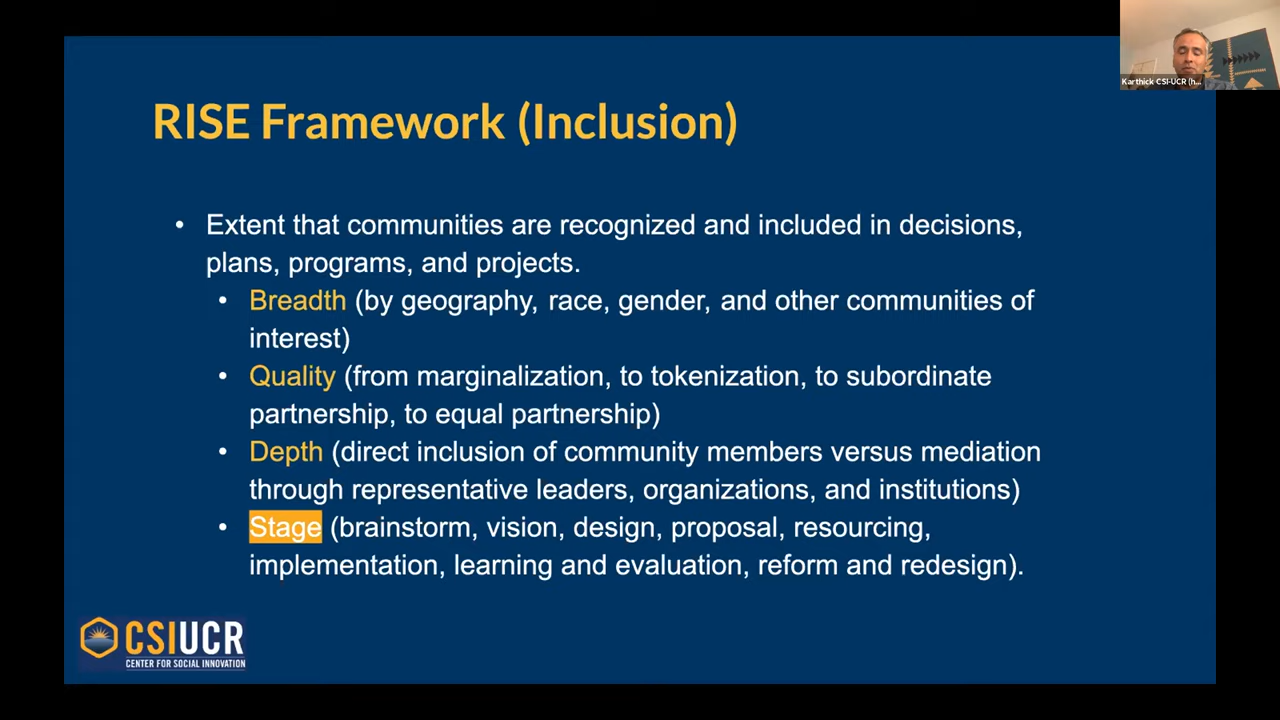 RISE Framework (Inclusion)
• Extent that communities are recognized and included in decisions,
plans, programs, and projects.
• Breadth (by geography, race, gender, and other communities of
interest)
• Quality (from marginalization, to tokenization, to subordinate
partnership, to equal partnership)
• Depth (direct inclusion of community members versus mediation
through representative leaders, organizations, and institutions)
• Stage (brainstorm, vision, design, proposal, resourcing,
implementation, learning and evaluation, reform and redesign).
CSIUCR
CENTER FOR SOCIAL INNOVATION
Karthick CSI-UCR (h...